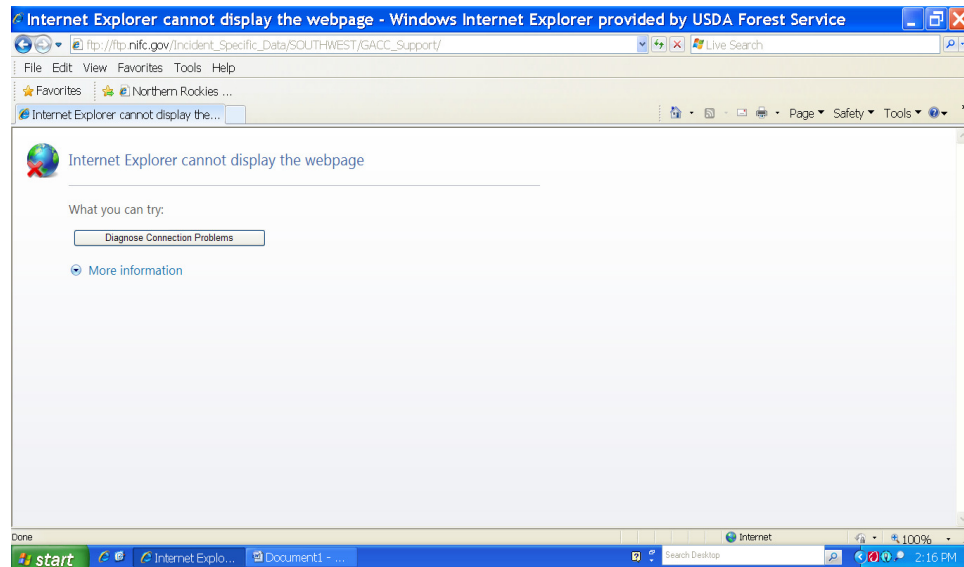 Internet Explorer cannot display the webpage - Windows Internet Explorer provided by USDA Forest Service
ftp://ftp.nifc.gov/Incident_Specific_Data/SOUTHWEST/GACC_Support/ Live Search
File Edit View Favorites Tools Help
Favorites Northern Rockies ...
Internet Explorer cannot display the... Page Safety Tools
Internet Explorer cannot display the webpage
What you can try:
Diagnose Connection Problems
More information
Done Internet 100%
start Internet Explo... Document1 - ... Search Desktop 2:16 PM